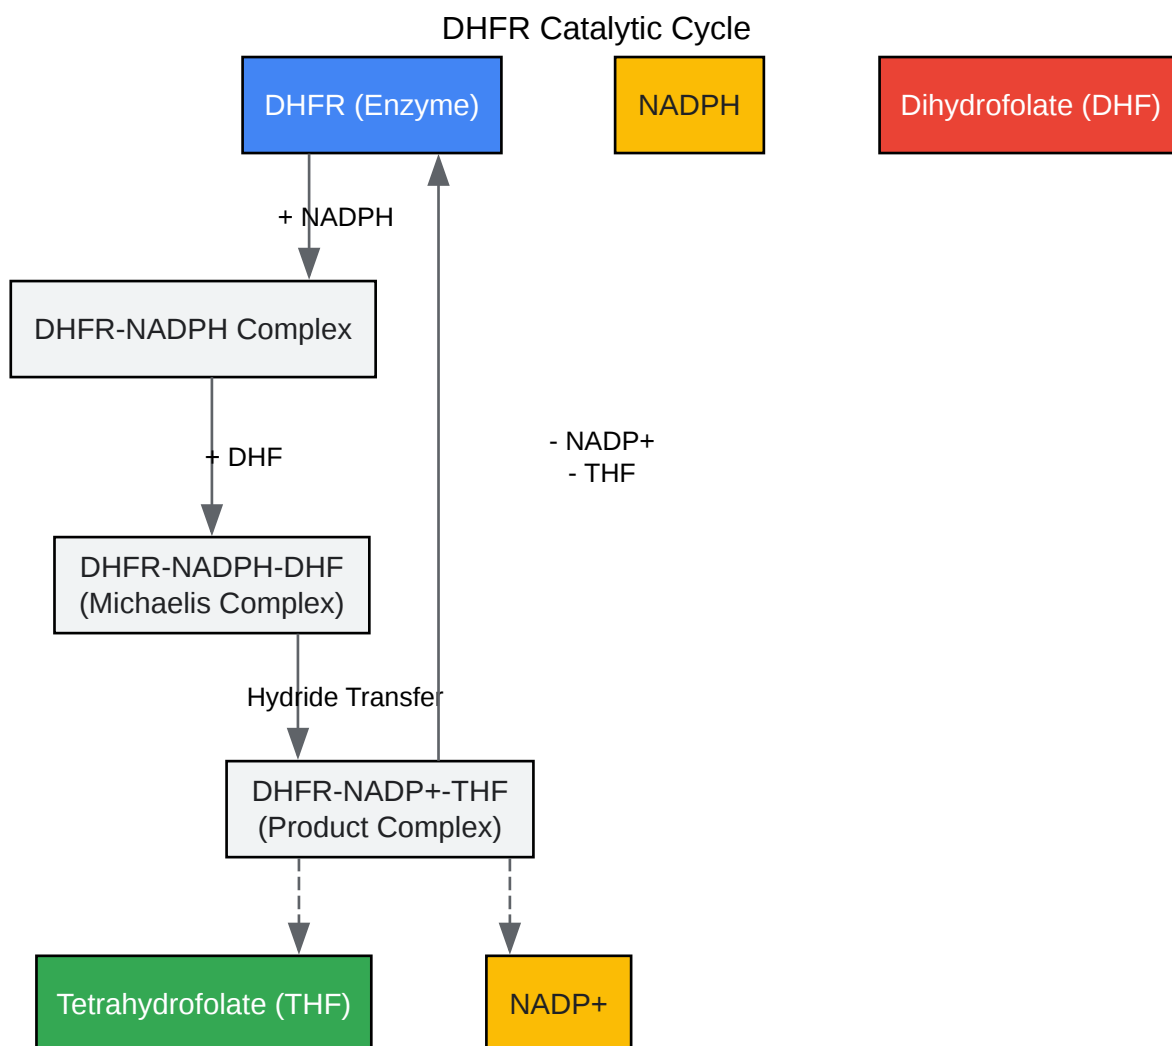 DHFR Catalytic Cycle
DHFR (Enzyme)
NADPH
Dihydrofolate (DHF)
+ NADPH
DHFR-NADPH Complex
- NADP+
- THF
+ DHF
DHFR-NADPH-DHF
(Michaelis Complex)
Hydride Transfer
DHFR-NADP+-THF
(Product Complex)
Tetrahydrofolate (THF)
NADP+